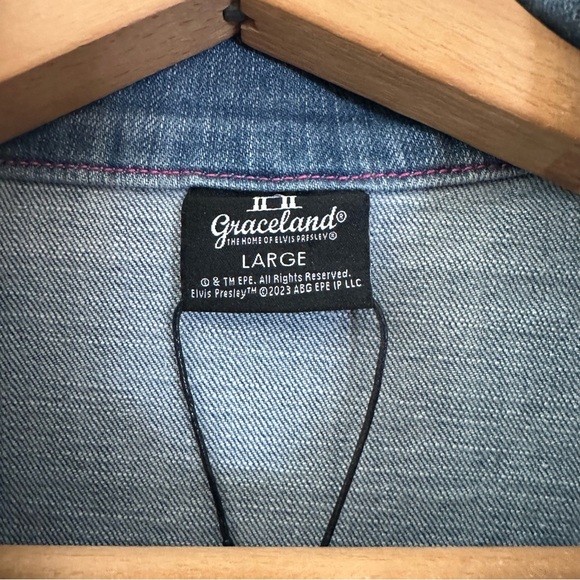 Graceland®
THE HOME OF ELVIS PRESLEY®
LARGE
© & TM EPE. All Rights Reserved.
Elvis Presley™ © 2023 ABG EPE IP LLC